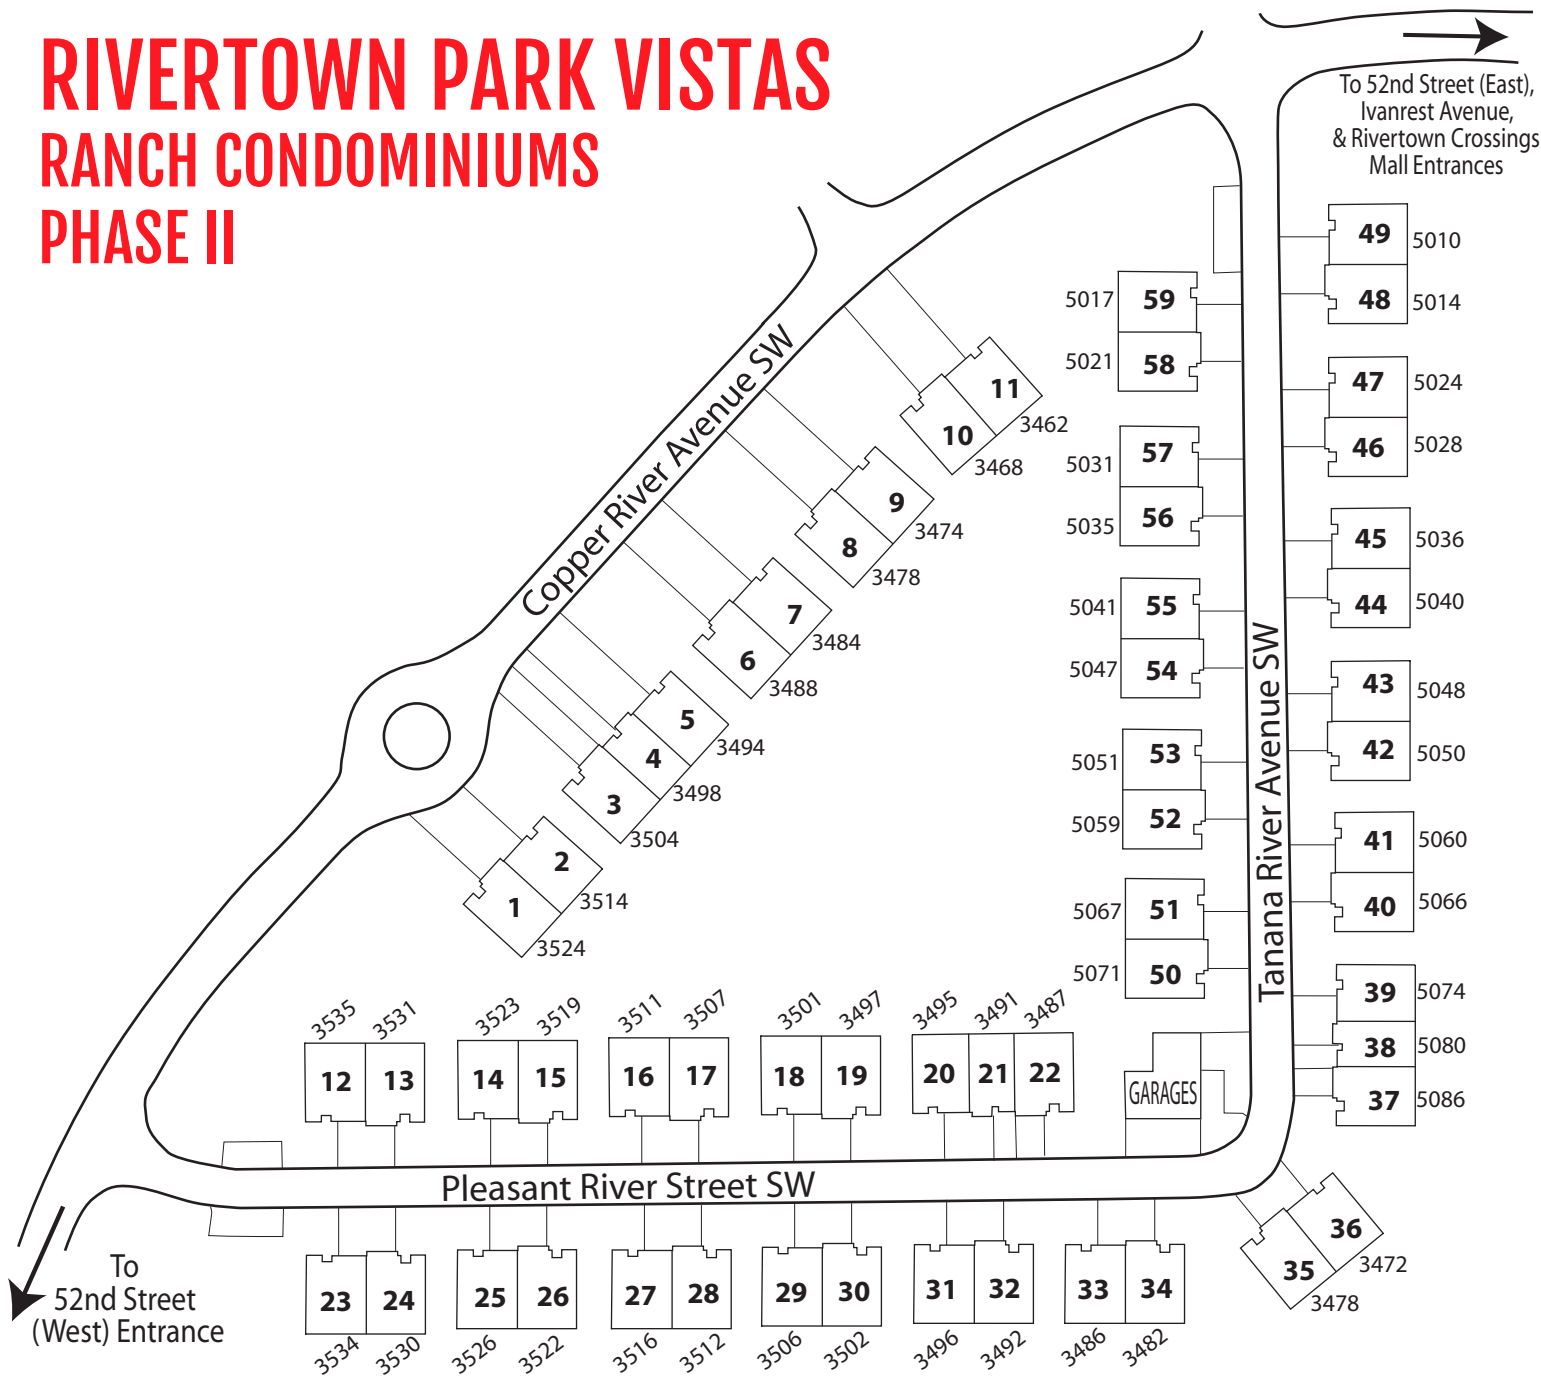 RIVERTOWN PARK VISTAS
RANCH CONDOMINIUMS
PHASE II
To 52nd Street (East),
Ivanrest Avenue,
& Rivertown Crossings
Mall Entrances
Copper River Avenue SW
Tanana River Avenue SW
Pleasant River Street SW
To
52nd Street
(West) Entrance
GARAGES
11 3462
10 3468
9 3474
8 3478
7 3484
6 3488
5 3494
4 3498
3 3504
2 3514
1 3524
5017 59
5021 58
5031 57
5035 56
5041 55
5047 54
5051 53
5059 52
5067 51
5071 50
49 5010
48 5014
47 5024
46 5028
45 5036
44 5040
43 5048
42 5050
41 5060
40 5066
39 5074
38 5080
37 5086
36 3472
35 3478
3535 3531 3523 3519 3511 3507 3501 3497 3495 3491 3487
12 13 14 15 16 17 18 19 20 21 22
23 24 25 26 27 28 29 30 31 32 33 34
3534 3530 3526 3522 3516 3512 3506 3502 3496 3492 3486 3482